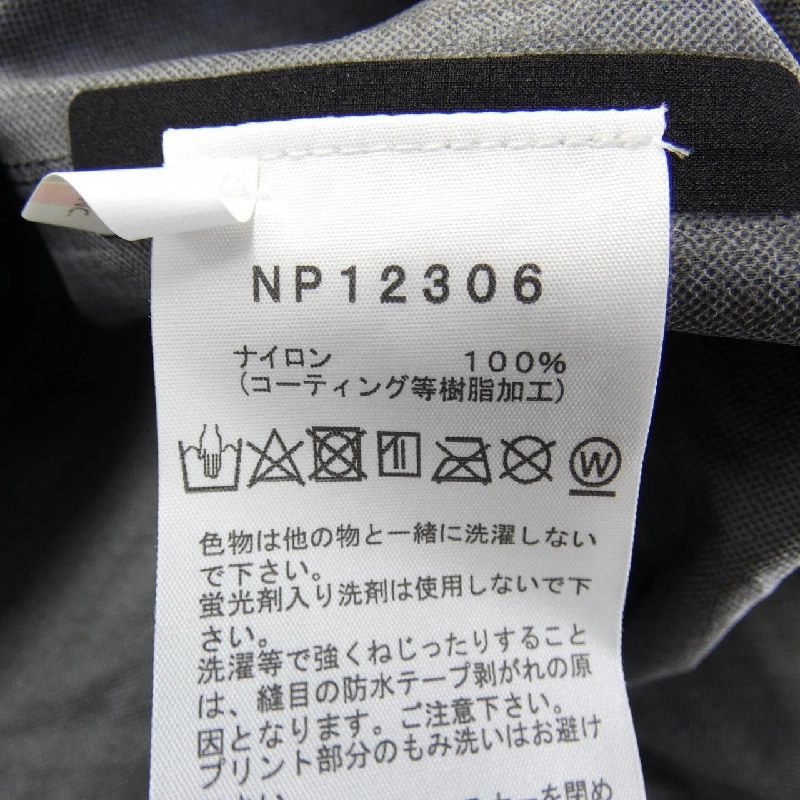 NP12306
ナイロン 100%
(コーティング等樹脂加工)
W
色物は他の物と一緒に洗濯しない
で下さい。
蛍光剤入り洗剤は使用しないで下
さい。
洗濯等で強くねじったりすること
は、縫目の防水テープ剥がれの原
因となります。ご注意下さい。
プリント部分のもみ洗いはお避け
を閉め